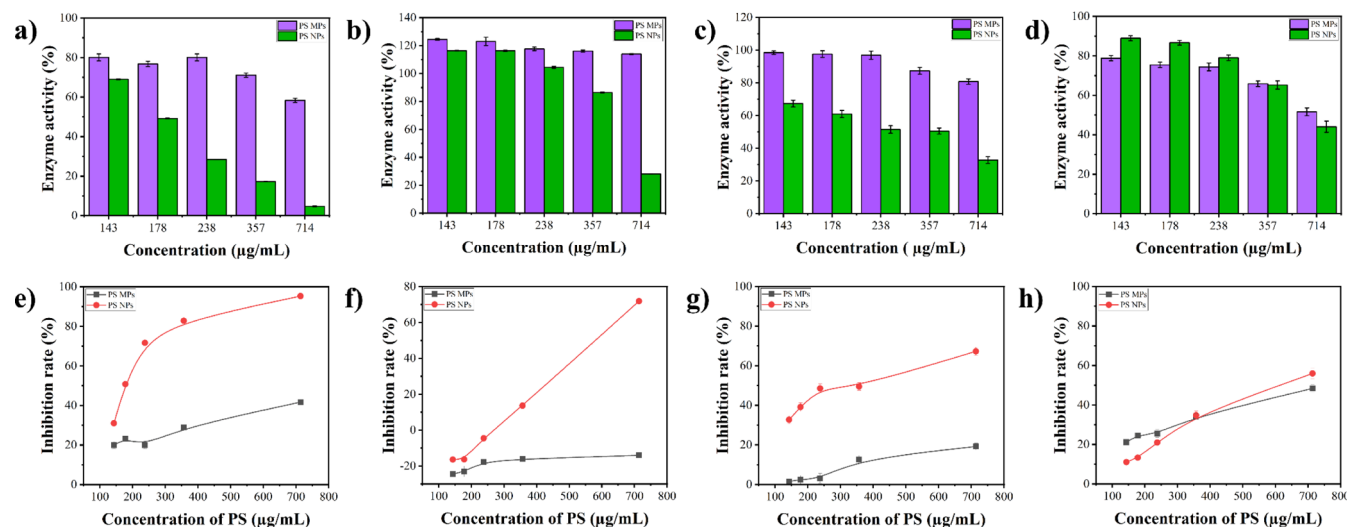 a)
Enzyme activity (%)
80
60
40
20
0
PS MPs
PS NPs
143 178 238 357 714
Concentration (µg/mL)
b)
Enzyme activity (%)
140
120
100
80
60
40
20
0
PS MPs
PS NPs
143 178 238 357 714
Concentration (µg/mL)
c)
Enzyme activity (%)
120
100
80
60
40
20
0
PS MPs
PS NPs
143 178 238 357 714
Concentration ( µg/mL)
d)
Enzyme activity (%)
100
80
60
40
20
0
PS MPs
PS NPs
143 178 238 357 714
Concentration (µg/mL)
e)
Inhibition rate (%)
100
80
60
40
20
0
PS MPs
PS NPs
100 200 300 400 500 600 700 800
Concentration of PS (µg/mL)
f)
Inhibition rate (%)
80
60
40
20
0
-20
PS MPs
PS NPs
100 200 300 400 500 600 700 800
Concentration of PS (µg/mL)
g)
Inhibition rate (%)
100
80
60
40
20
0
PS MPs
PS NPs
100 200 300 400 500 600 700 800
Concentration of PS (µg/mL)
h)
Inhibition rate (%)
100
80
60
40
20
0
PS MPs
PS NPs
100 200 300 400 500 600 700 800
Concentration of PS (µg/mL)